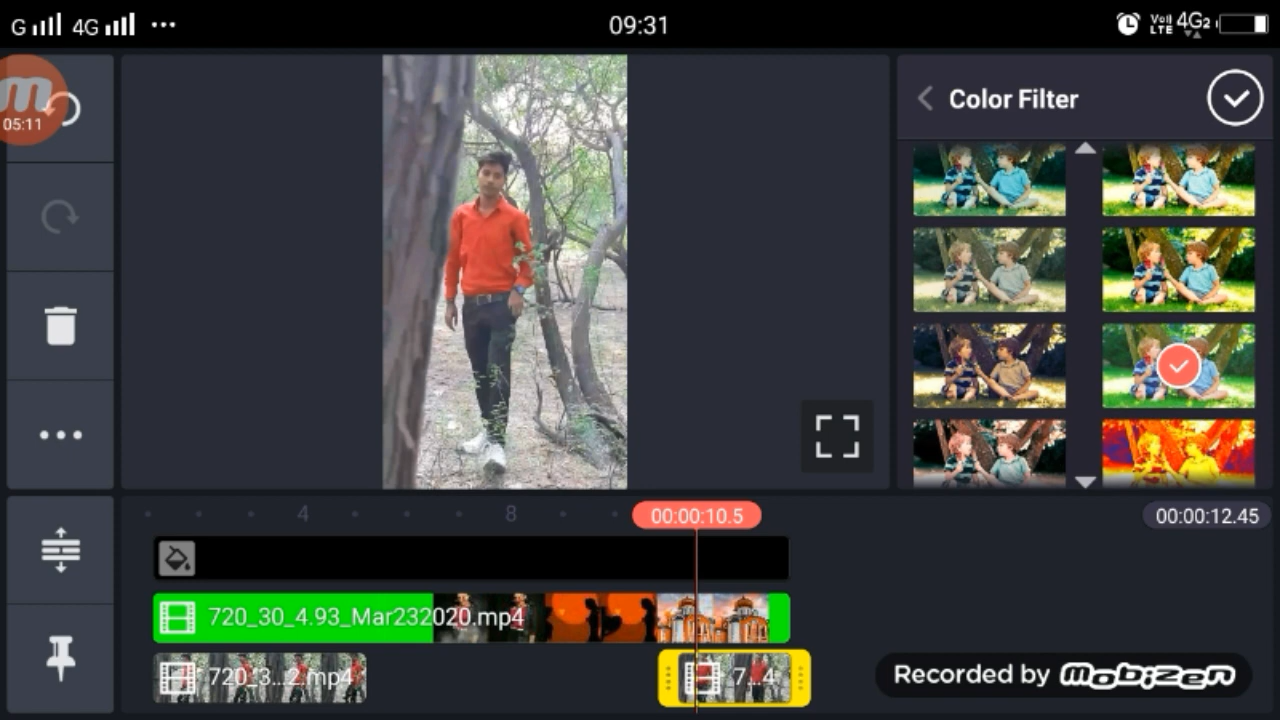 G 4G ••• 09:31 VoII LTE 4G2
m
05:11
Color Filter
4 8 00:00:10.5 00:00:12.45
720_30_4.93_Mar232020.mp4
720_3...2.mp4 7...4
Recorded by mobizen